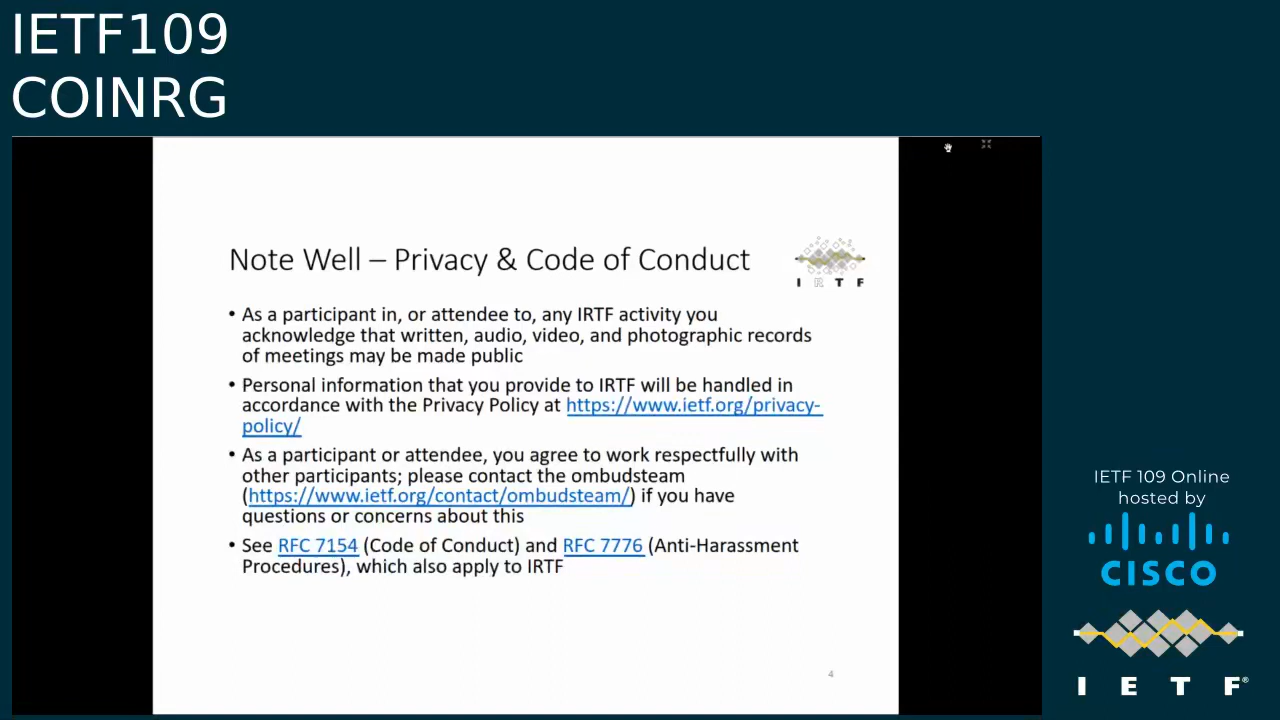 IETF109
COINRG
Note Well – Privacy & Code of Conduct
I R T F
• As a participant in, or attendee to, any IRTF activity you
acknowledge that written, audio, video, and photographic records
of meetings may be made public
• Personal information that you provide to IRTF will be handled in
accordance with the Privacy Policy at https://www.ietf.org/privacy-
policy/
• As a participant or attendee, you agree to work respectfully with
other participants; please contact the ombudsteam
(https://www.ietf.org/contact/ombudsteam/) if you have
questions or concerns about this
• See RFC 7154 (Code of Conduct) and RFC 7776 (Anti-Harassment
Procedures), which also apply to IRTF
4
IETF 109 Online
hosted by
CISCO
I E T F®